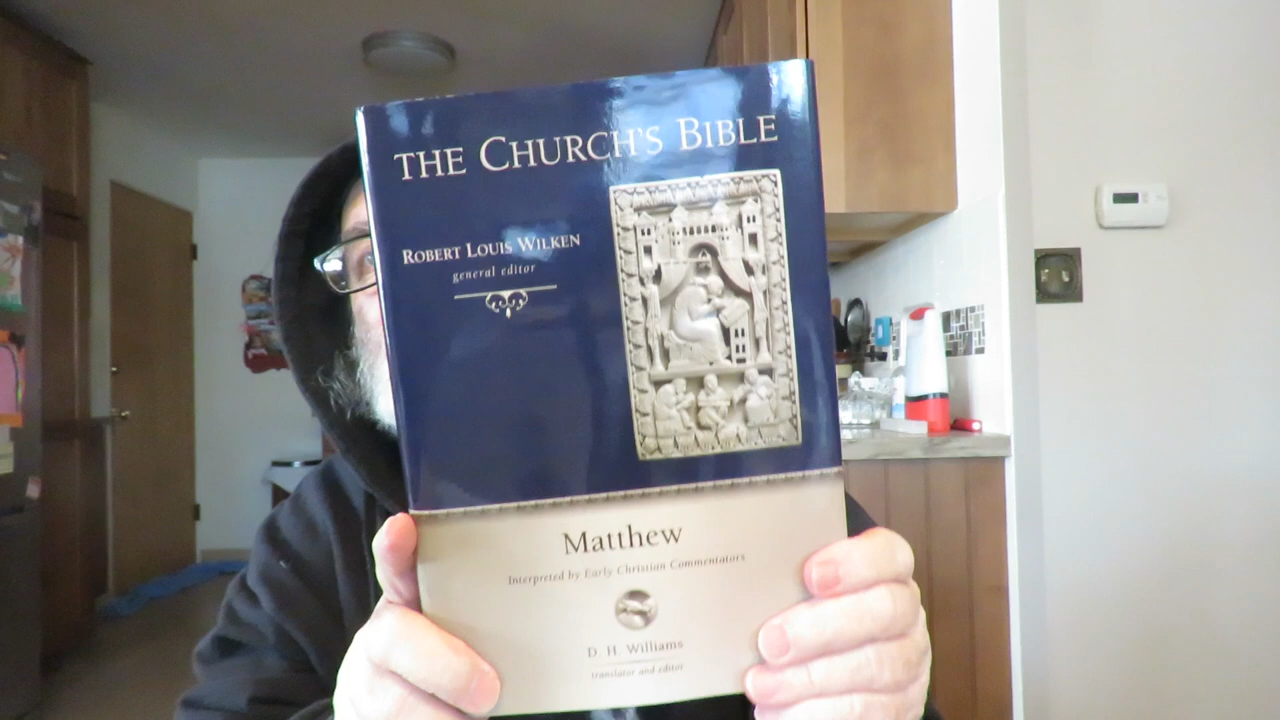 THE CHURCH'S BIBLE
ROBERT LOUIS WILKEN
general editor
Matthew
Interpreted by Early Christian Commentators
D. H. Williams
translator and editor